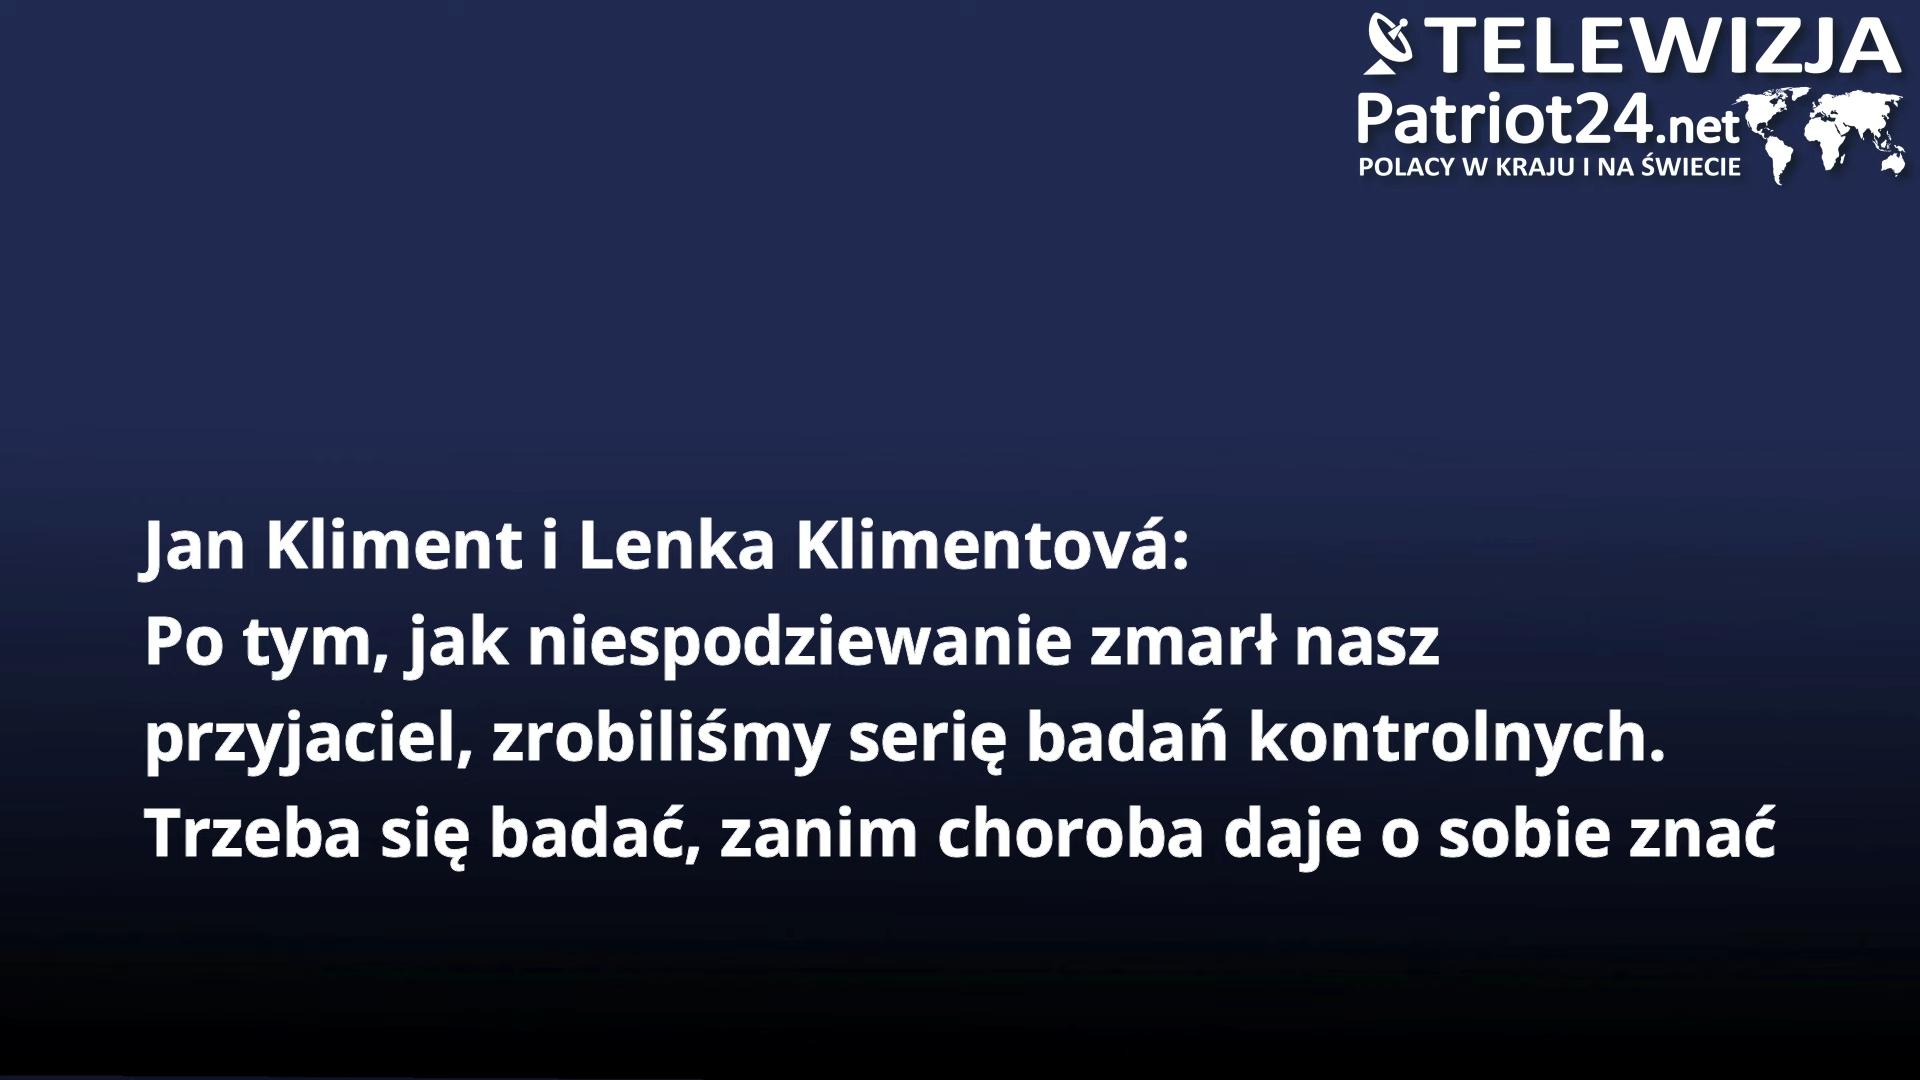 TELEWIZJA
Patriot24.net
POLACY W KRAJU I NA ŚWIECIE
Jan Kliment i Lenka Klimentová:
Po tym, jak niespodziewanie zmarł nasz
przyjaciel, zrobiliśmy serię badań kontrolnych.
Trzeba się badać, zanim choroba daje o sobie znać